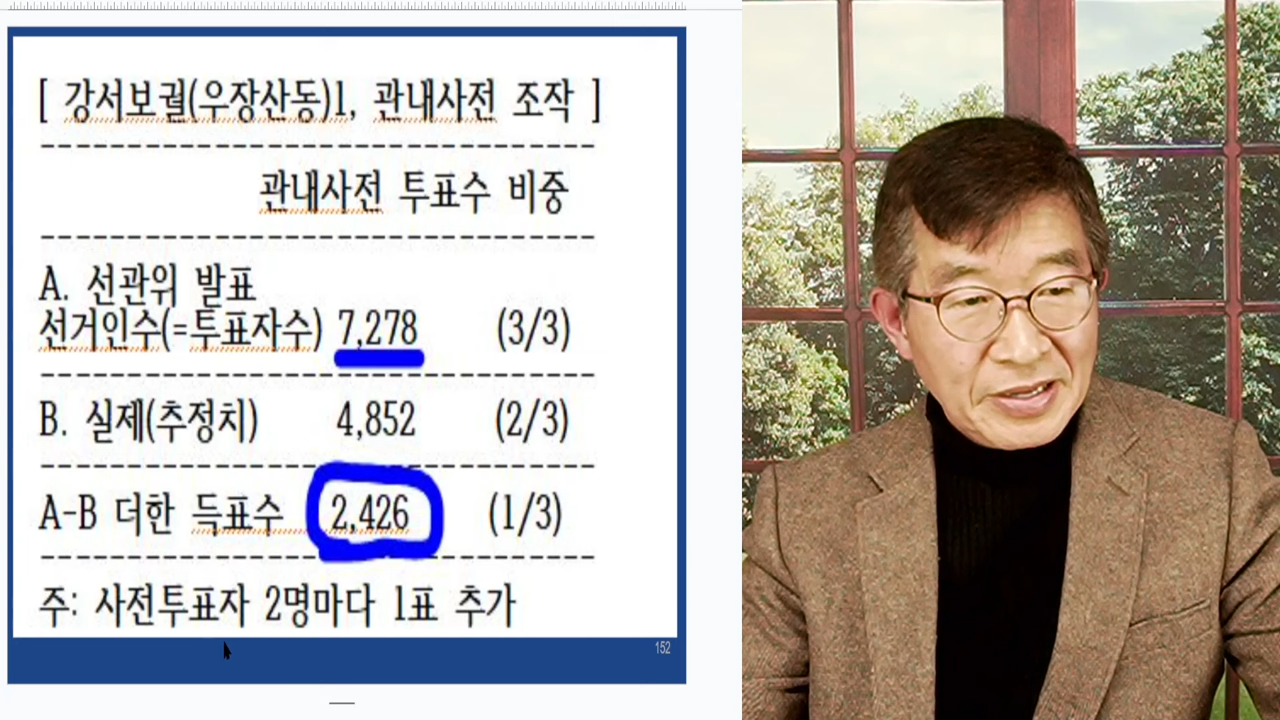 [ 강서보궐(우장산동)1, 관내사전 조작 ]
관내사전 투표수 비중
A. 선관위 발표
선거인수(=투표자수) 7,278 (3/3)
B. 실제(추정치) 4,852 (2/3)
A-B 더한 득표수 2,426 (1/3)
주: 사전투표자 2명마다 1표 추가
152